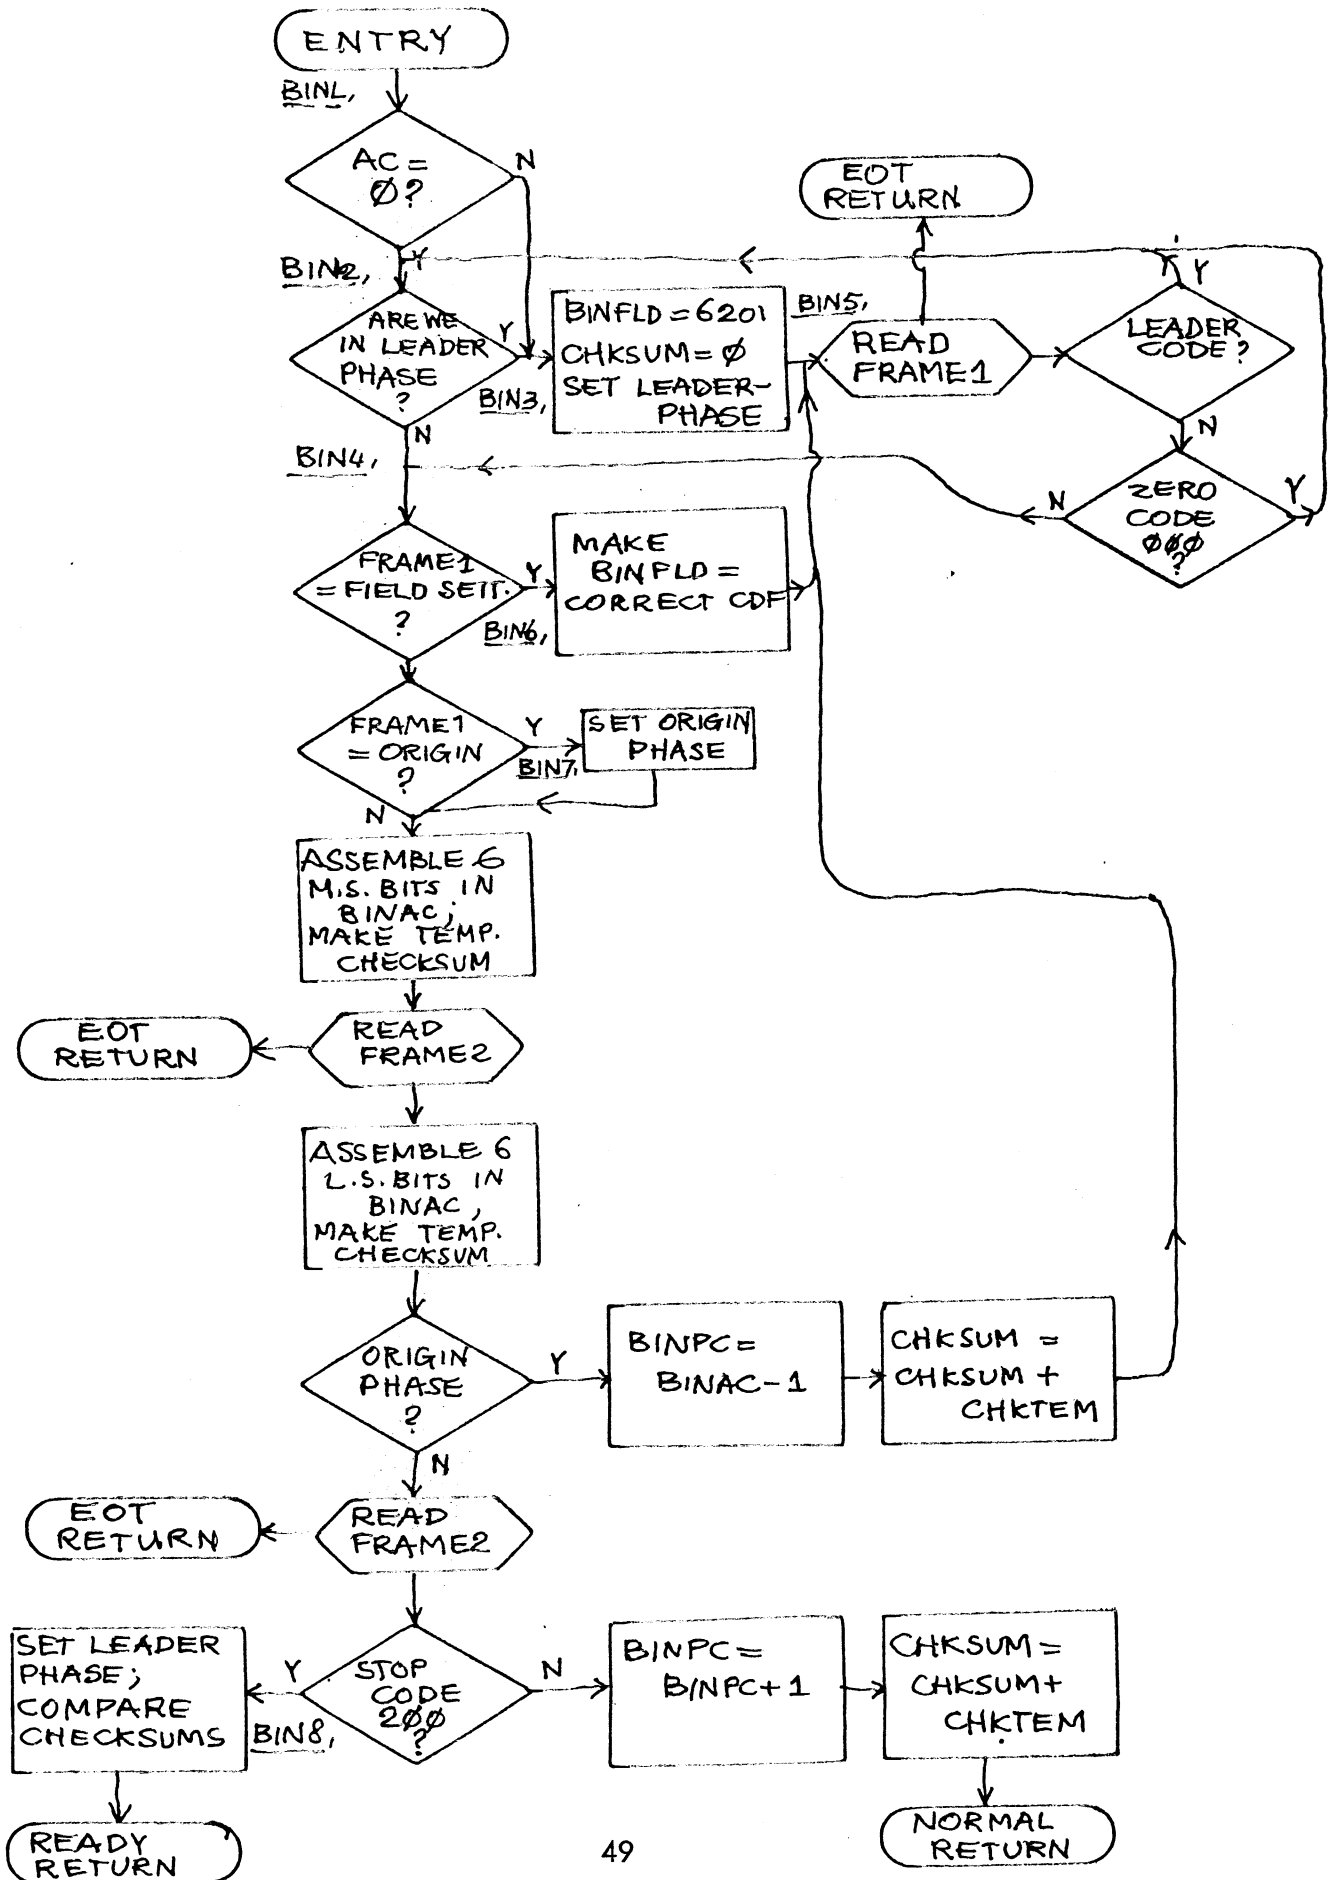 ENTRY
BINL,
AC =
Ø?
N
Y
BIN2,
ARE WE
IN LEADER
PHASE
?
Y
BIN3,
N
BINFLD = 6201
CHKSUM = Ø
SET LEADER-
PHASE
BIN5,
EOT
RETURN
READ
FRAME1
Y
LEADER
CODE?
N
ZERO
CODE
ØØØ
?
Y
N
BIN4,
FRAME1
= FIELD SETT.
?
Y
BIN6,
MAKE
BINFLD =
CORRECT CDF
FRAME1
= ORIGIN
?
Y
BIN7,
SET ORIGIN
PHASE
N
ASSEMBLE 6
M.S. BITS IN
BINAC;
MAKE TEMP.
CHECKSUM
EOT
RETURN
READ
FRAME2
ASSEMBLE 6
L.S. BITS IN
BINAC,
MAKE TEMP.
CHECKSUM
ORIGIN
PHASE
?
Y
BINPC =
BINAC-1
CHKSUM =
CHKSUM +
CHKTEM
N
EOT
RETURN
READ
FRAME2
SET LEADER
PHASE;
COMPARE
CHECKSUMS
Y
BIN8,
STOP
CODE
2ØØ
?
N
BINPC =
BINPC+1
CHKSUM =
CHKSUM+
CHKTEM
READY
RETURN
NORMAL
RETURN
49